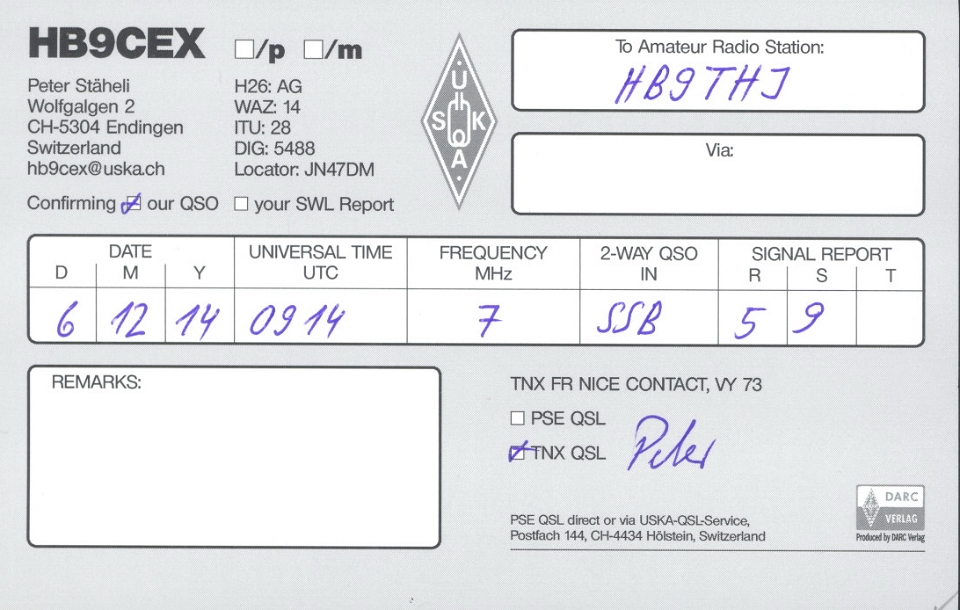 HB9CEX □/p □/m
Peter Stäheli
Wolfgalgen 2
CH-5304 Endingen
Switzerland
hb9cex@uska.ch
H26: AG
WAZ: 14
ITU: 28
DIG: 5488
Locator: JN47DM
Confirming ☑ our QSO □ your SWL Report
USKA
To Amateur Radio Station:
HB9THJ
Via:
DATE UNIVERSAL TIME FREQUENCY 2-WAY QSO SIGNAL REPORT
D M Y UTC MHz IN R S T
6 12 14 0914 7 SSB 5 9
REMARKS:
TNX FR NICE CONTACT, VY 73
□ PSE QSL
☑ TNX QSL
Peter
PSE QSL direct or via USKA-QSL-Service,
Postfach 144, CH-4434 Hölstein, Switzerland
DARC
VERLAG
Produced by DARC Verlag